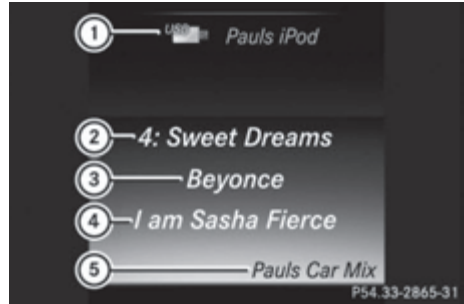 1 USB Pauls iPod
2 4: Sweet Dreams
3 Beyonce
4 I am Sasha Fierce
5 Pauls Car Mix
P54.33-2865-31